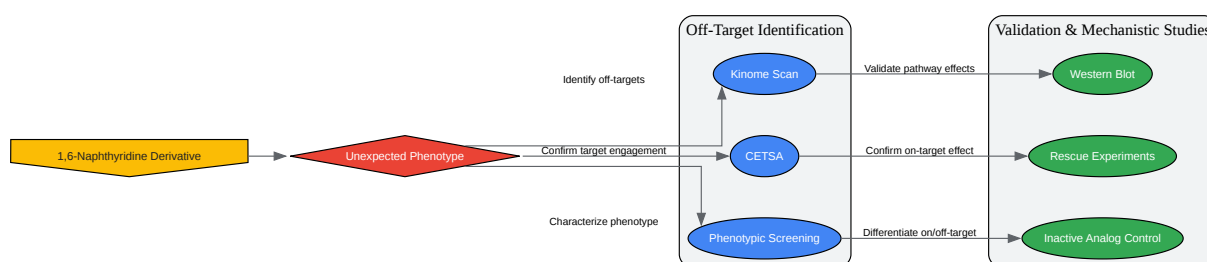 Off-Target Identification
Validation & Mechanistic Studies
Kinome Scan
Validate pathway effects
Western Blot
Identify off-targets
1,6-Naphthyridine Derivative
Unexpected Phenotype
Confirm target engagement
CETSA
Confirm on-target effect
Rescue Experiments
Characterize phenotype
Phenotypic Screening
Differentiate on/off-target
Inactive Analog Control